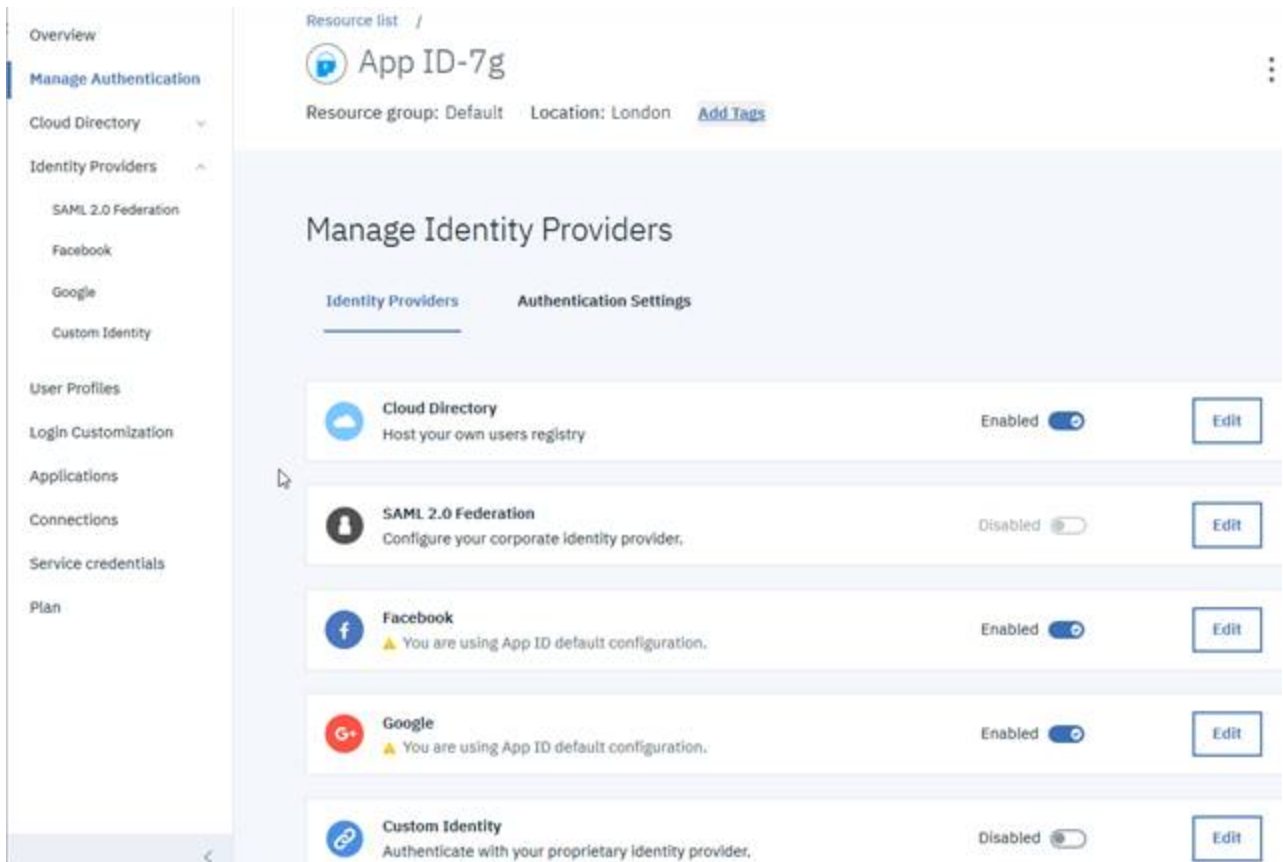 Overview
Manage Authentication
Cloud Directory
Identity Providers
SAML 2.0 Federation
Facebook
Google
Custom Identity
User Profiles
Login Customization
Applications
Connections
Service credentials
Plan
Resource list /
App ID-7g
Resource group: Default Location: London Add Tags
Manage Identity Providers
Identity Providers Authentication Settings
Cloud Directory
Host your own users registry
Enabled Edit
SAML 2.0 Federation
Configure your corporate identity provider.
Disabled Edit
Facebook
You are using App ID default configuration.
Enabled Edit
Google
You are using App ID default configuration.
Enabled Edit
Custom Identity
Authenticate with your proprietary identity provider.
Disabled Edit